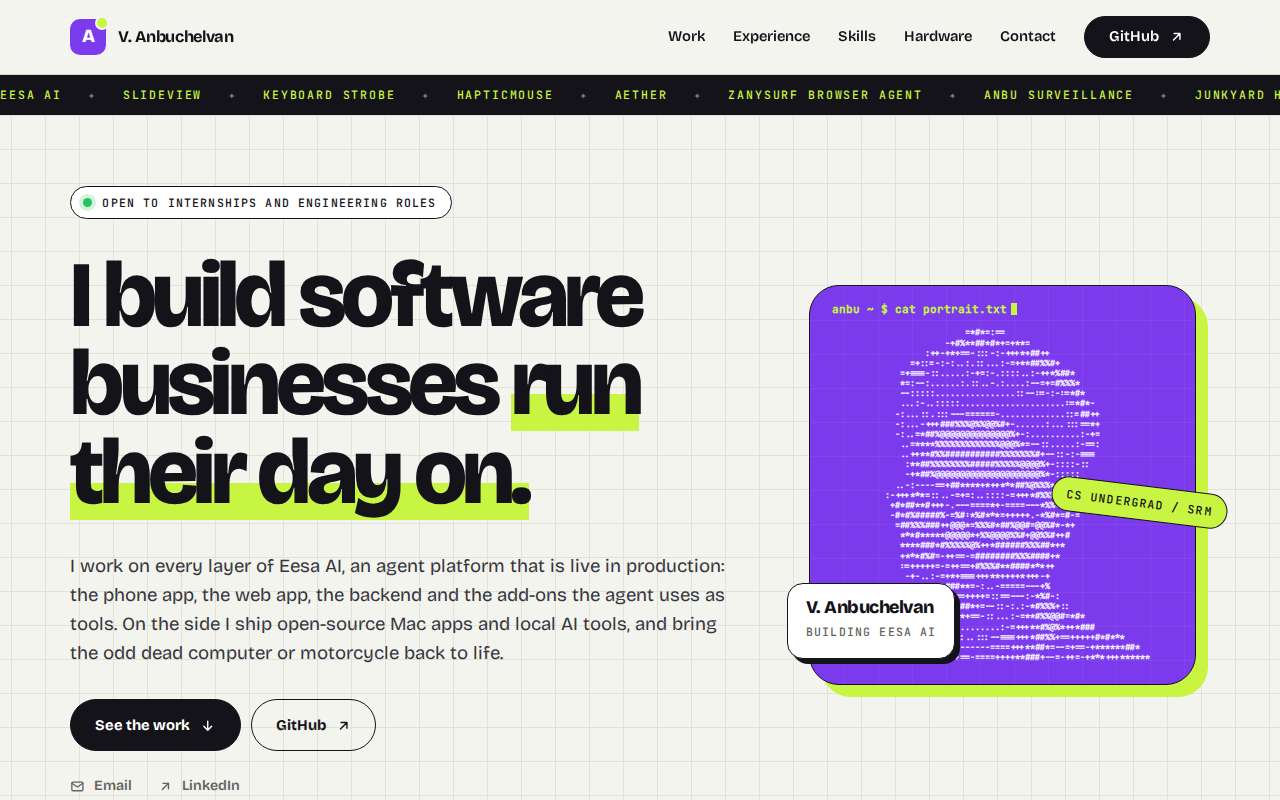 A V. Anbuchelvan
Work Experience Skills Hardware Contact GitHub
EESA AI SLIDEVIEW KEYBOARD STROBE HAPTICMOUSE AETHER ZANYSURF BROWSER AGENT ANBU SURVEILLANCE JUNKYARD
OPEN TO INTERNSHIPS AND ENGINEERING ROLES
I build software
businesses run
their day on.
I work on every layer of Eesa AI, an agent platform that is live in production:
the phone app, the web app, the backend and the add-ons the agent uses as
tools. On the side I ship open-source Mac apps and local AI tools, and bring
the odd dead computer or motorcycle back to life.
See the work GitHub
Email LinkedIn
anbu ~ $ cat portrait.txt
CS UNDERGRAD / SRM
V. Anbuchelvan
BUILDING EESA AI